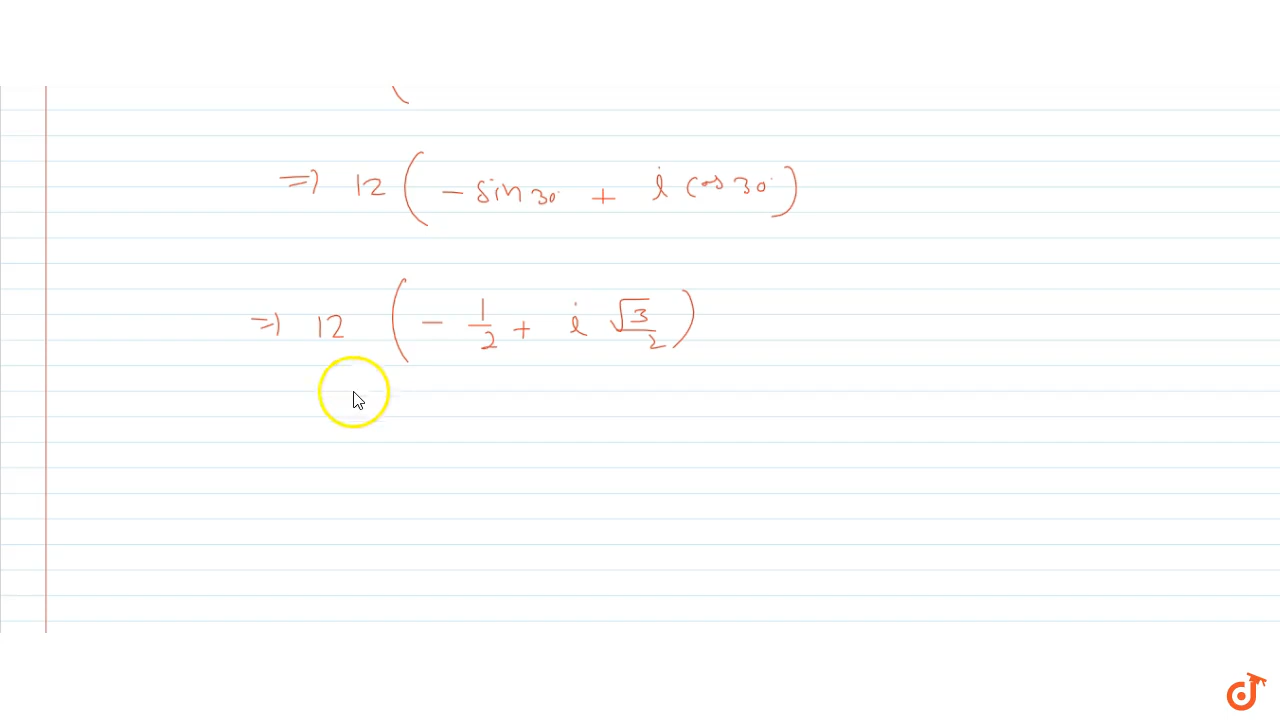 ⇒ 12 ( - sin 30 + i cos 30 )
⇒ 12 ( - 1/2 + i √3/2 )